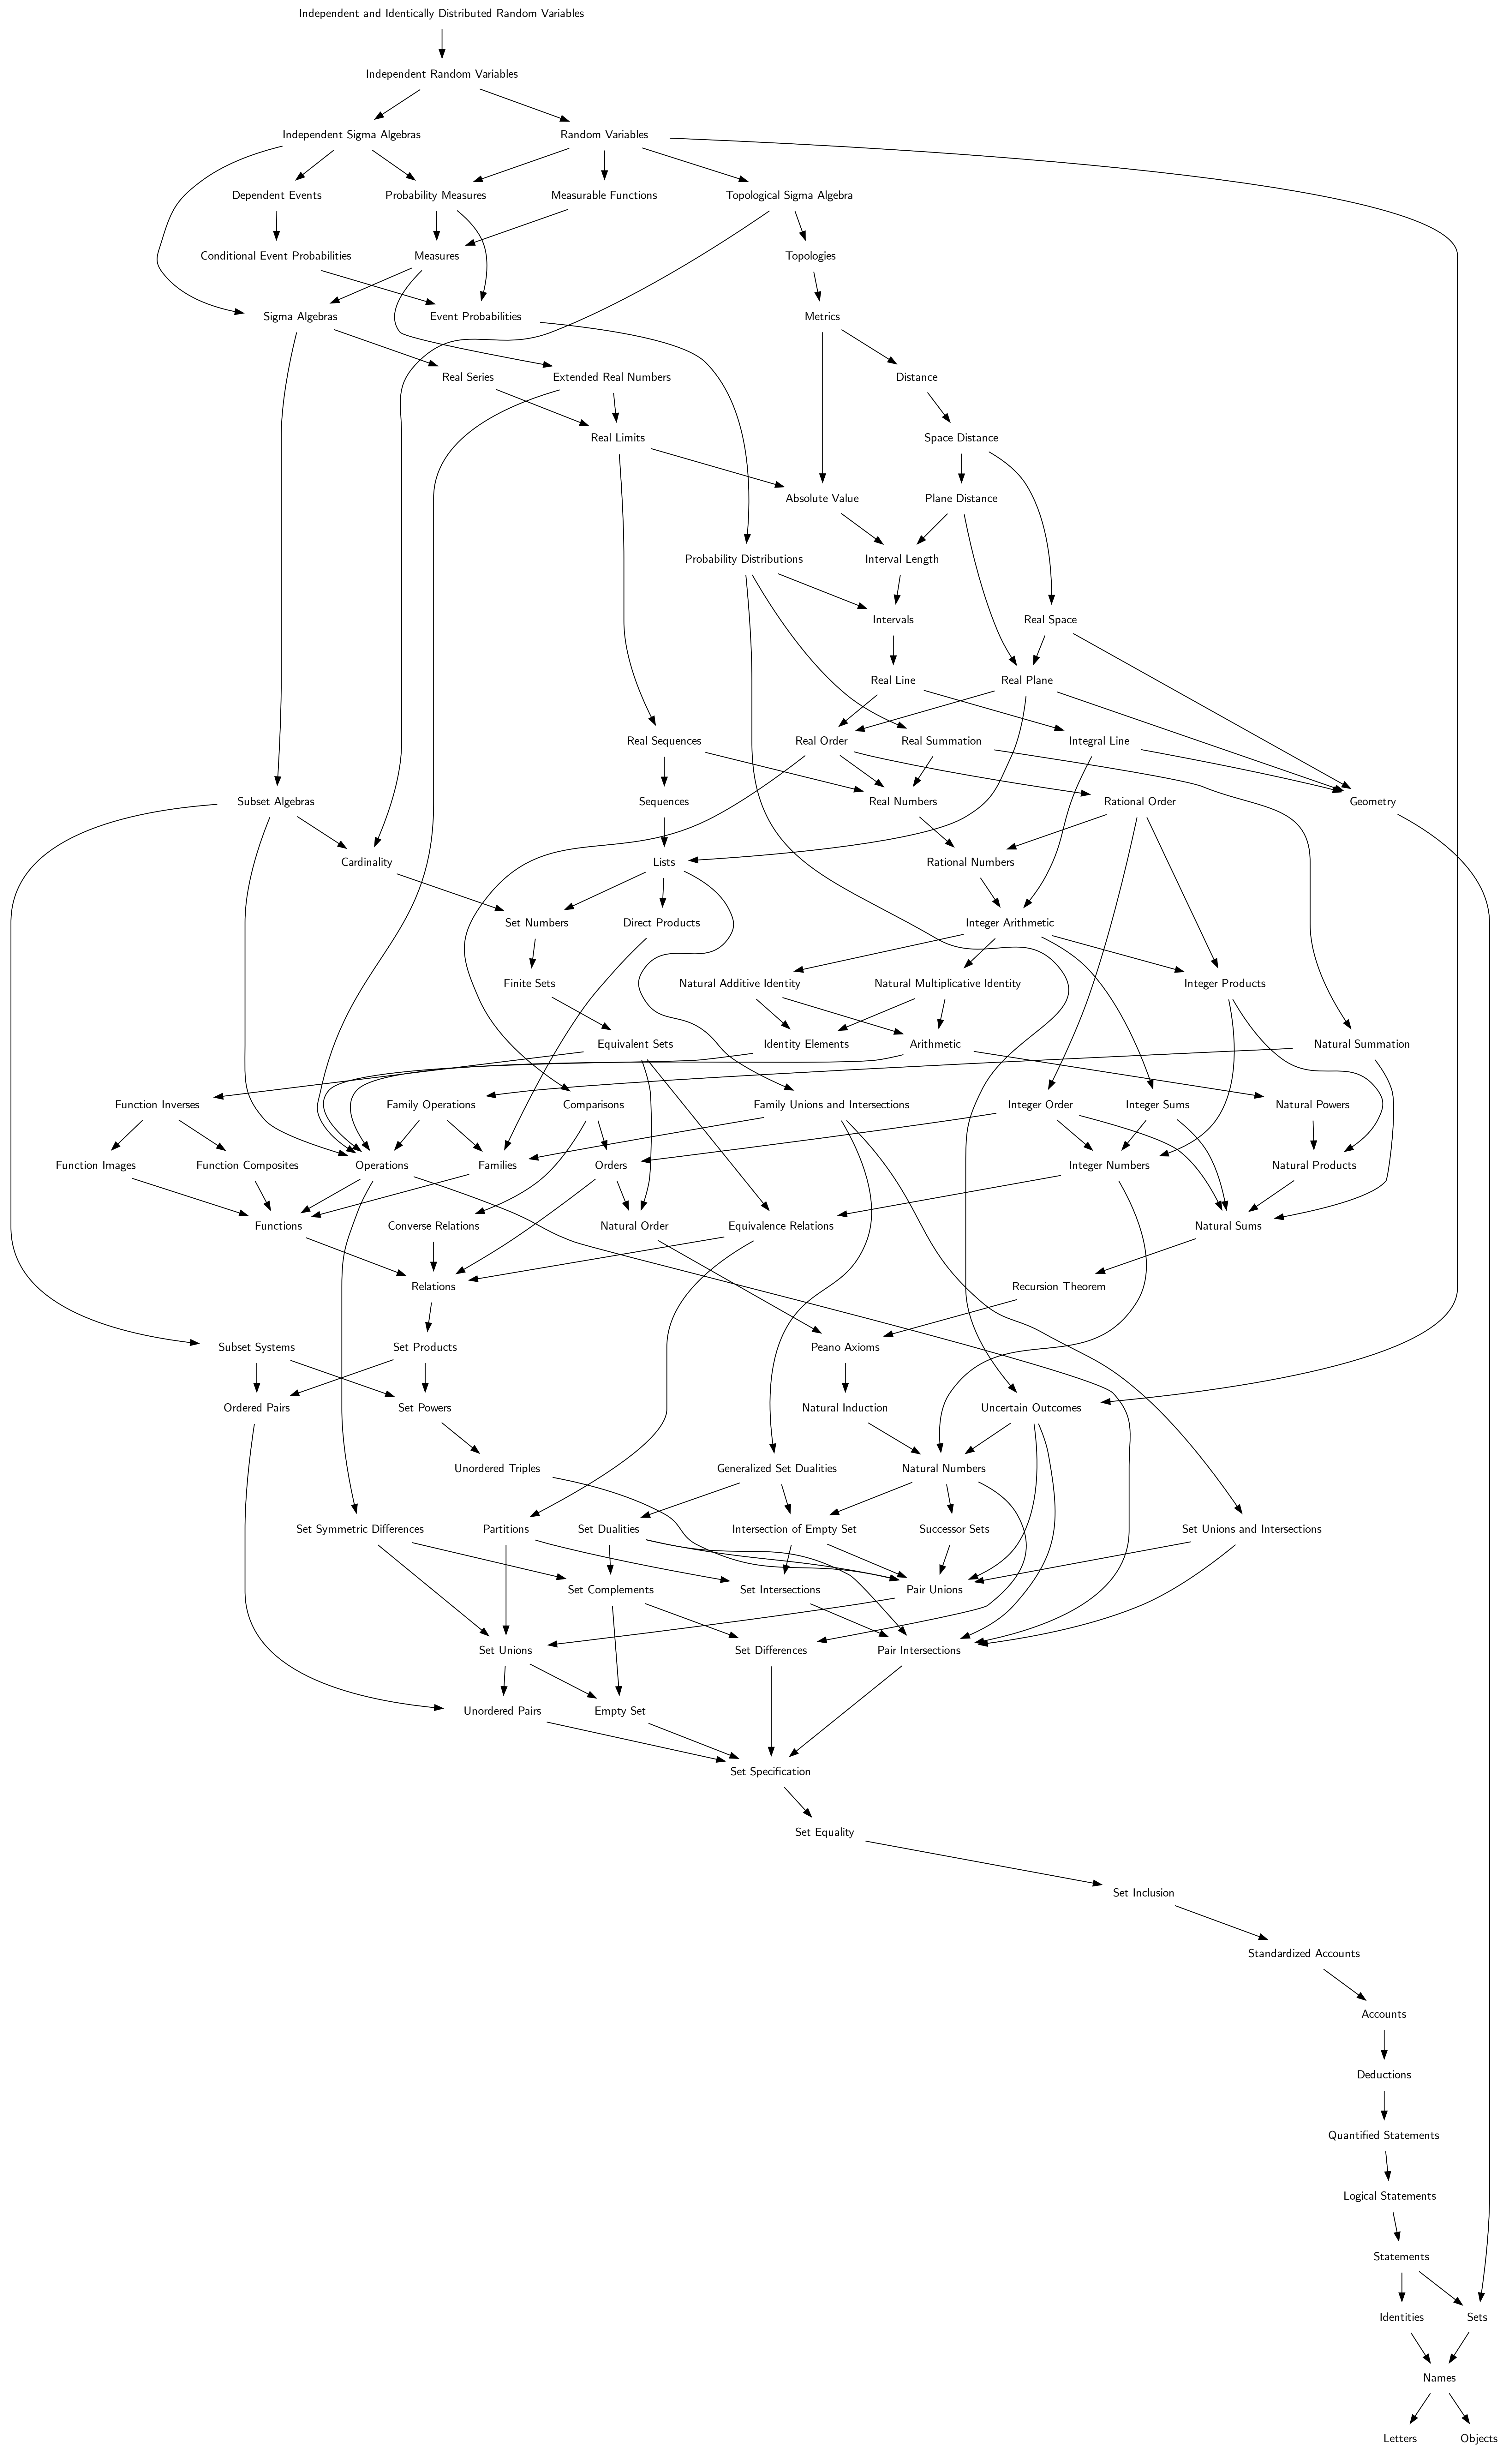 Independent and Identically Distributed Random Variables
Independent Random Variables
Independent Sigma Algebras
Random Variables
Dependent Events
Probability Measures
Measurable Functions
Topological Sigma Algebra
Conditional Event Probabilities
Measures
Topologies
Sigma Algebras
Event Probabilities
Metrics
Real Series
Extended Real Numbers
Distance
Real Limits
Space Distance
Absolute Value
Plane Distance
Probability Distributions
Interval Length
Intervals
Real Space
Real Line
Real Plane
Real Sequences
Real Order
Real Summation
Integral Line
Subset Algebras
Sequences
Real Numbers
Rational Order
Geometry
Cardinality
Lists
Rational Numbers
Set Numbers
Direct Products
Integer Arithmetic
Finite Sets
Natural Additive Identity
Natural Multiplicative Identity
Integer Products
Equivalent Sets
Identity Elements
Arithmetic
Natural Summation
Function Inverses
Family Operations
Comparisons
Family Unions and Intersections
Integer Order
Integer Sums
Natural Powers
Function Images
Function Composites
Operations
Families
Orders
Integer Numbers
Natural Products
Functions
Converse Relations
Natural Order
Equivalence Relations
Natural Sums
Relations
Recursion Theorem
Subset Systems
Set Products
Peano Axioms
Ordered Pairs
Set Powers
Natural Induction
Uncertain Outcomes
Unordered Triples
Generalized Set Dualities
Natural Numbers
Set Symmetric Differences
Partitions
Set Dualities
Intersection of Empty Set
Successor Sets
Set Unions and Intersections
Set Complements
Set Intersections
Pair Unions
Set Unions
Set Differences
Pair Intersections
Unordered Pairs
Empty Set
Set Specification
Set Equality
Set Inclusion
Standardized Accounts
Accounts
Deductions
Quantified Statements
Logical Statements
Statements
Identities
Sets
Names
Letters
Objects